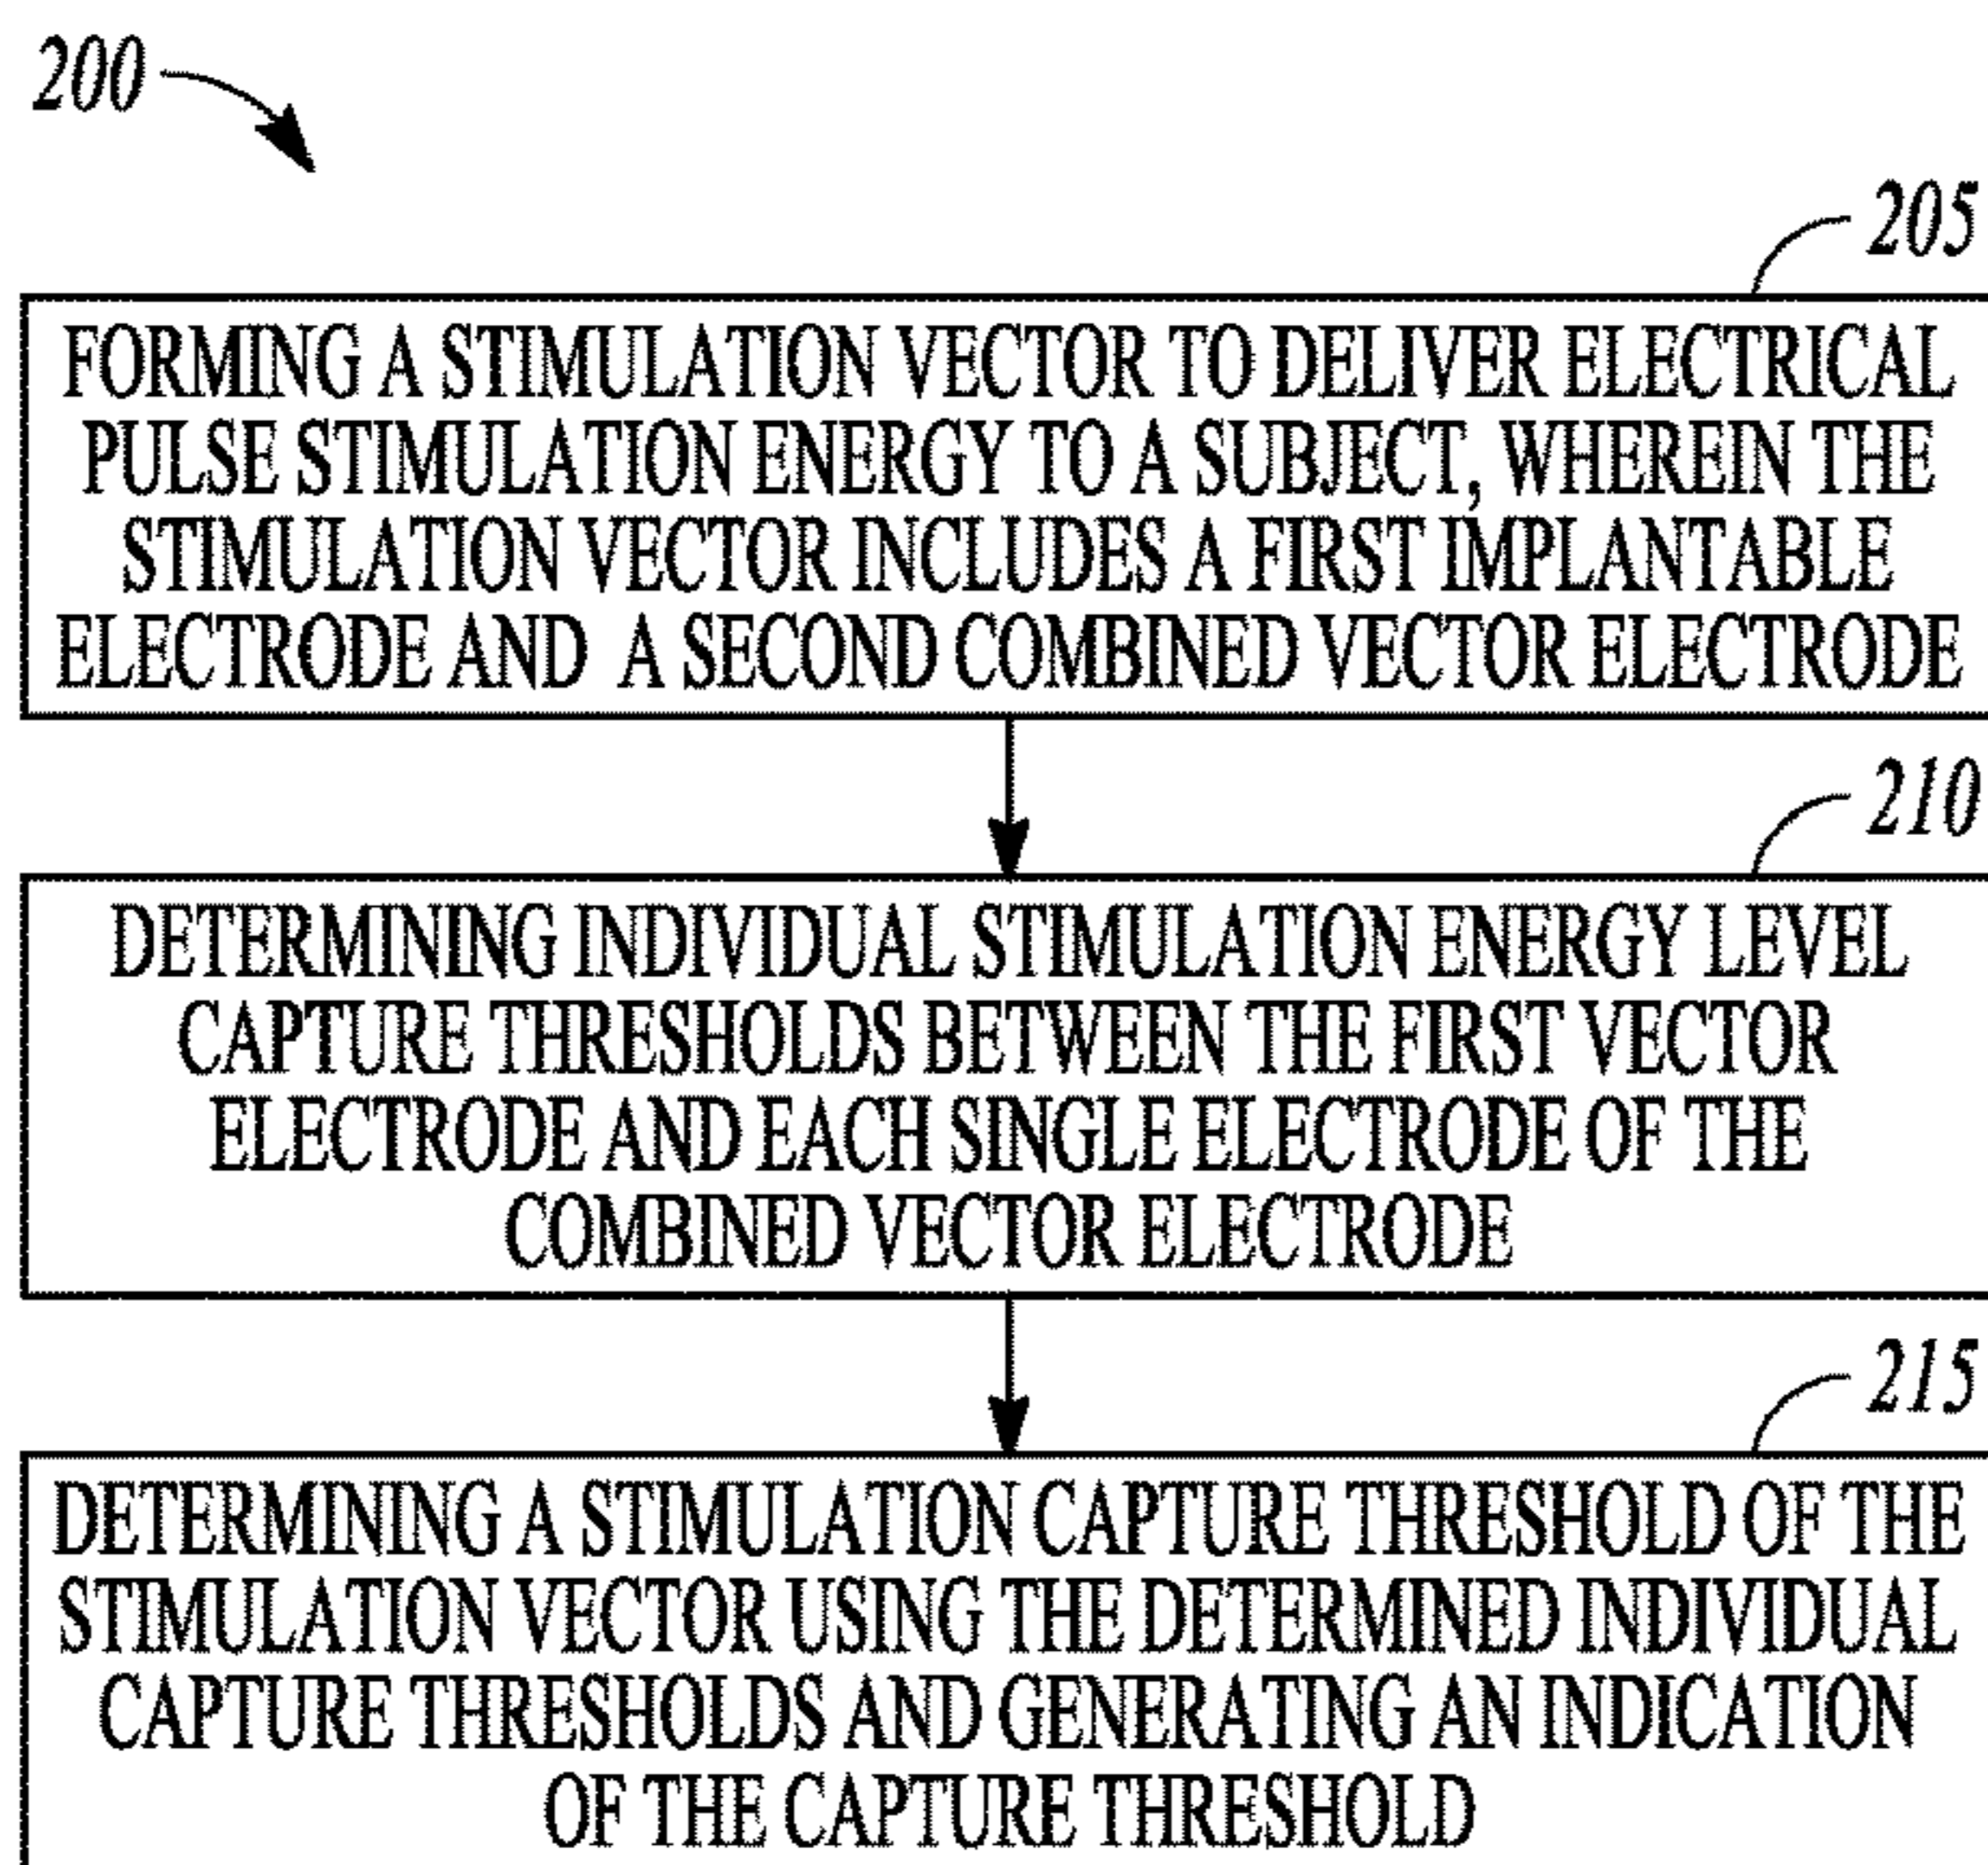 200
205
FORMING A STIMULATION VECTOR TO DELIVER ELECTRICAL
PULSE STIMULATION ENERGY TO A SUBJECT, WHEREIN THE
STIMULATION VECTOR INCLUDES A FIRST IMPLANTABLE
ELECTRODE AND A SECOND COMBINED VECTOR ELECTRODE
210
DETERMINING INDIVIDUAL STIMULATION ENERGY LEVEL
CAPTURE THRESHOLDS BETWEEN THE FIRST VECTOR
ELECTRODE AND EACH SINGLE ELECTRODE OF THE
COMBINED VECTOR ELECTRODE
215
DETERMINING A STIMULATION CAPTURE THRESHOLD OF THE
STIMULATION VECTOR USING THE DETERMINED INDIVIDUAL
CAPTURE THRESHOLDS AND GENERATING AN INDICATION
OF THE CAPTURE THRESHOLD